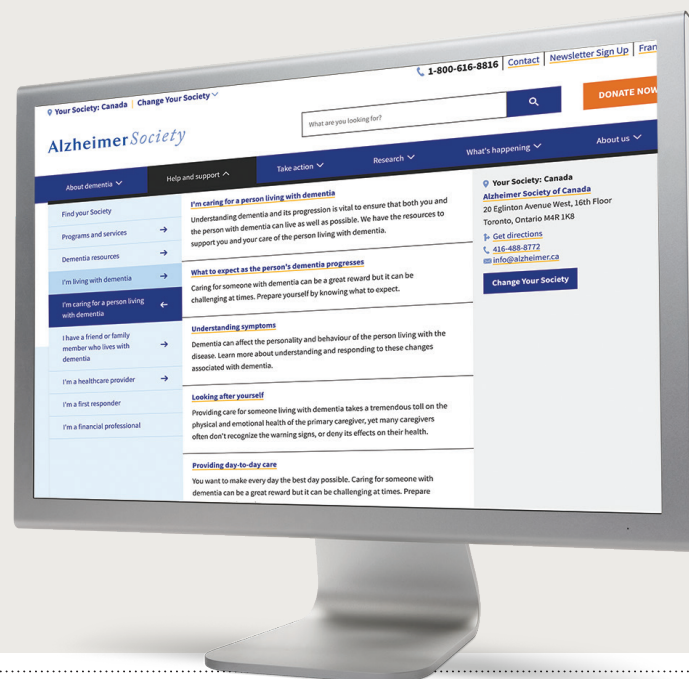 1-800-616-8816 | Contact | Newsletter Sign Up | Fran
Your Society: Canada | Change Your Society
What are you looking for?
DONATE NOW
AlzheimerSociety
About dementia
Help and support
Take action
Research
What's happening
About us
Find your Society
Programs and services
Dementia resources
I'm living with dementia
I'm caring for a person living
with dementia
I have a friend or family
member who lives with
dementia
I'm a healthcare provider
I'm a first responder
I'm a financial professional
I'm caring for a person living with dementia
Understanding dementia and its progression is vital to ensure that both you and
the person with dementia can live as well as possible. We have the resources to
support you and your care of the person living with dementia.
What to expect as the person's dementia progresses
Caring for someone with dementia can be a great reward but it can be
challenging at times. Prepare yourself by knowing what to expect.
Understanding symptoms
Dementia can affect the personality and behaviour of the person living with the
disease. Learn more about understanding and responding to these changes
associated with dementia.
Looking after yourself
Providing care for someone living with dementia takes a tremendous toll on the
physical and emotional health of the primary caregiver, yet many caregivers
often don't recognize the warning signs, or deny its effects on their health.
Providing day-to-day care
You want to make every day the best day possible. Caring for someone with
dementia can be a great reward but it can be challenging at times. Prepare
Your Society: Canada
Alzheimer Society of Canada
20 Eglinton Avenue West, 16th Floor
Toronto, Ontario M4R 1K8
Get directions
416-488-8772
info@alzheimer.ca
Change Your Society